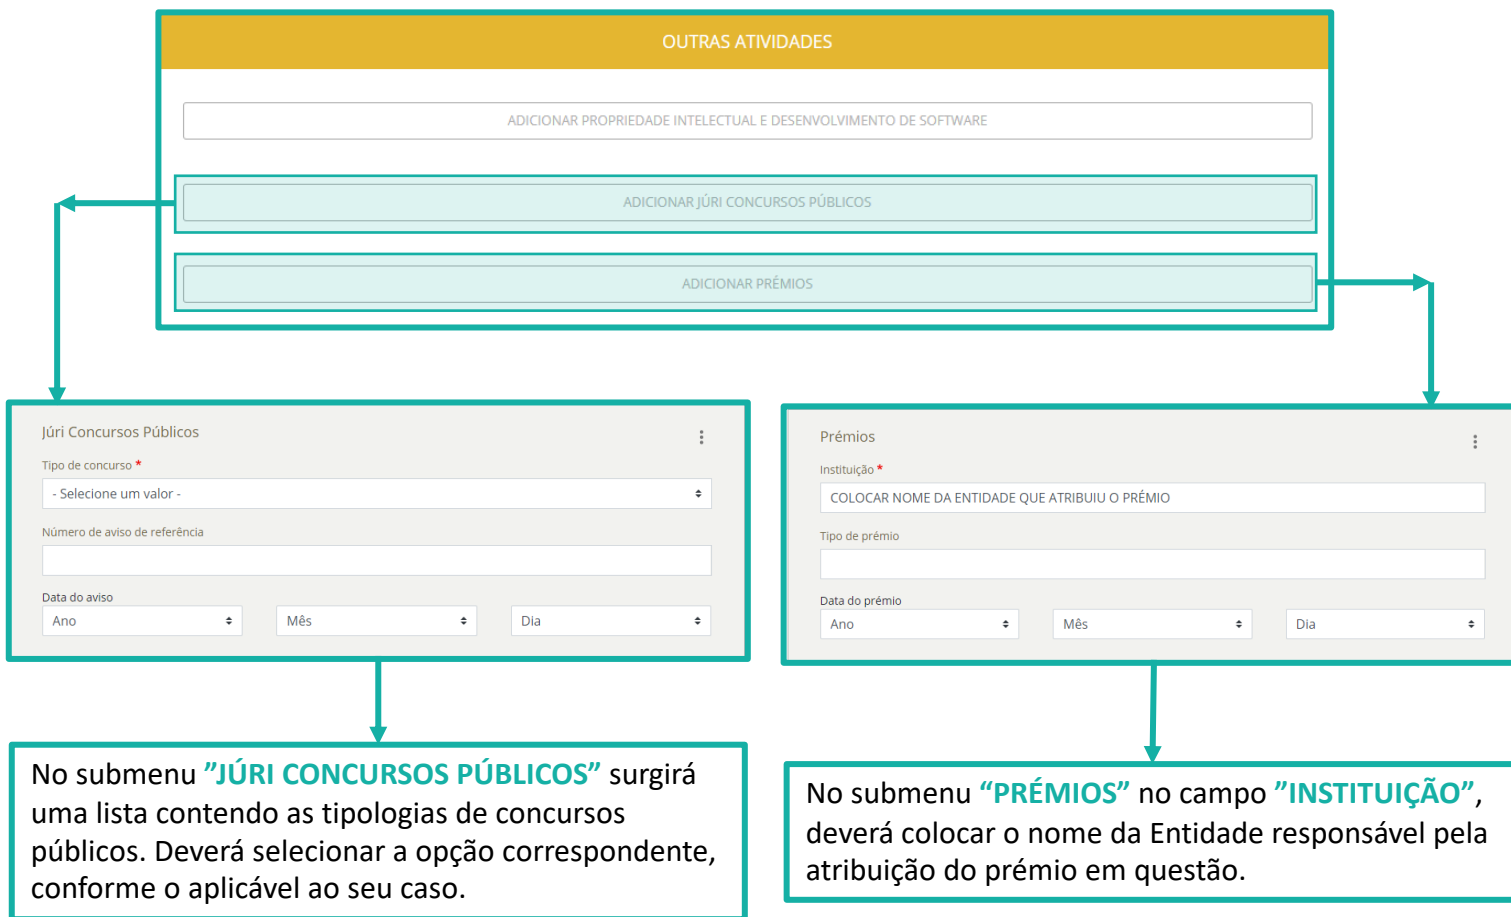 OUTRAS ATIVIDADES
ADICIONAR PROPRIEDADE INTELECTUAL E DESENVOLVIMENTO DE SOFTWARE
ADICIONAR JÚRI CONCURSOS PÚBLICOS
ADICIONAR PRÉMIOS
Júri Concursos Públicos
Tipo de concurso *
- Selecione um valor -
Número de aviso de referência
Data do aviso
Ano Mês Dia
Prémios
Instituição *
COLOCAR NOME DA ENTIDADE QUE ATRIBUIU O PRÉMIO
Tipo de prémio
Data do prémio
Ano Mês Dia
No submenu ”JÚRI CONCURSOS PÚBLICOS” surgirá
uma lista contendo as tipologias de concursos
públicos. Deverá selecionar a opção correspondente,
conforme o aplicável ao seu caso.
No submenu “PRÉMIOS” no campo ”INSTITUIÇÃO”,
deverá colocar o nome da Entidade responsável pela
atribuição do prémio em questão.